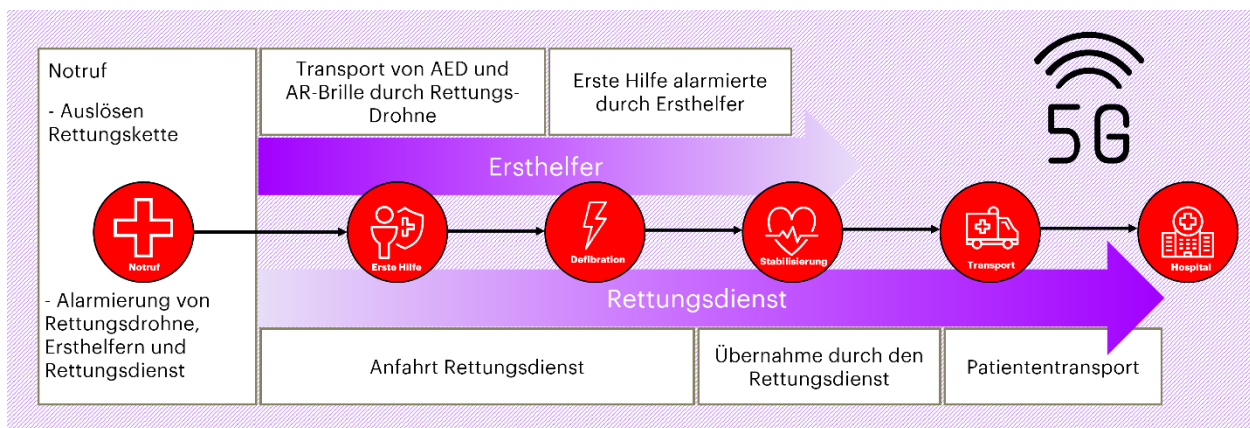 Notruf
- Auslösen
Rettungskette
Transport von AED und
AR-Brille durch Rettungs-
Drohne
Erste Hilfe alarmierte
durch Ersthelfer
5G
Ersthelfer
Notruf
Erste Hilfe
Defibration
Stabilisierung
Transport
Hospital
- Alarmierung von
Rettungsdrohne,
Ersthelfern und
Rettungsdienst
Rettungsdienst
Anfahrt Rettungsdienst
Übernahme durch den
Rettungsdienst
Patiententransport